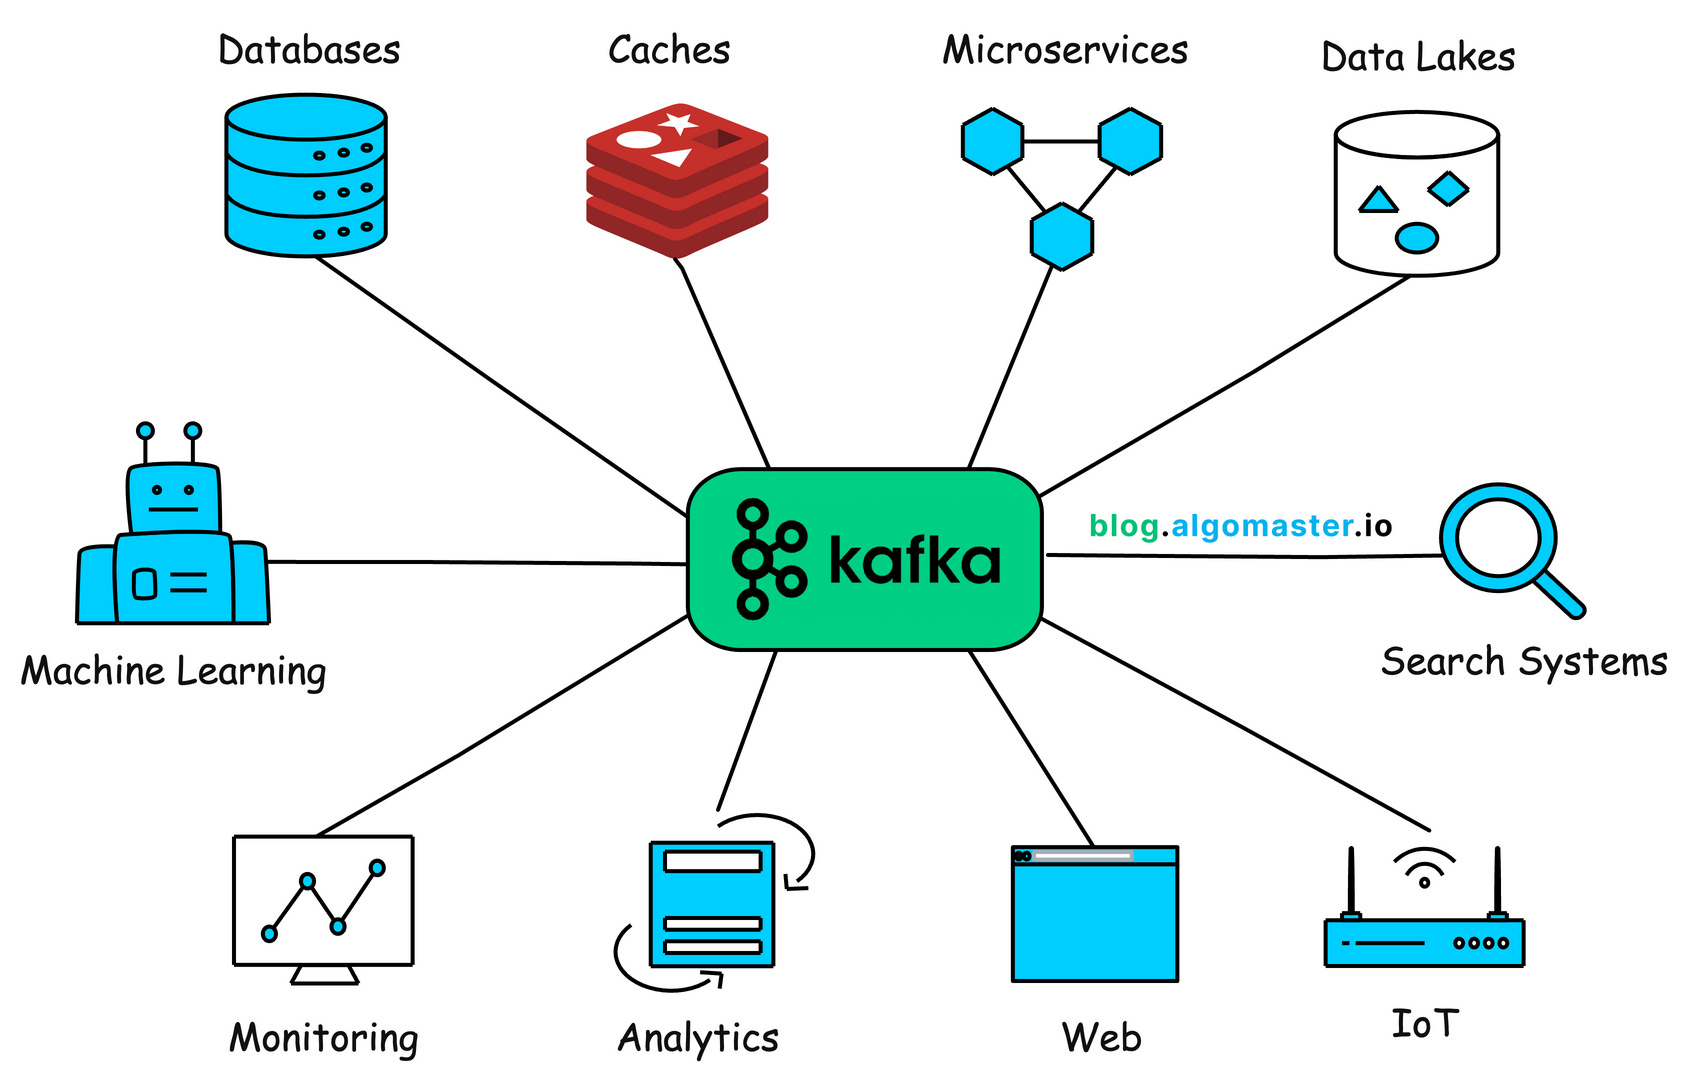 Databases
Caches
Microservices
Data Lakes
kafka
blog.algomaster.io
Machine Learning
Search Systems
Monitoring
Analytics
Web
IoT